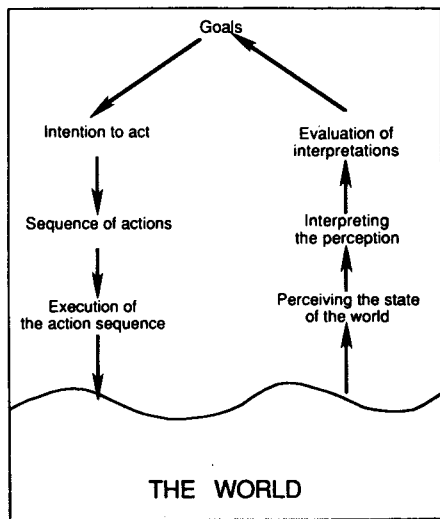 Goals
Intention to act
Sequence of actions
Execution of
the action sequence
Evaluation of
interpretations
Interpreting
the perception
Perceiving the state
of the world
THE WORLD